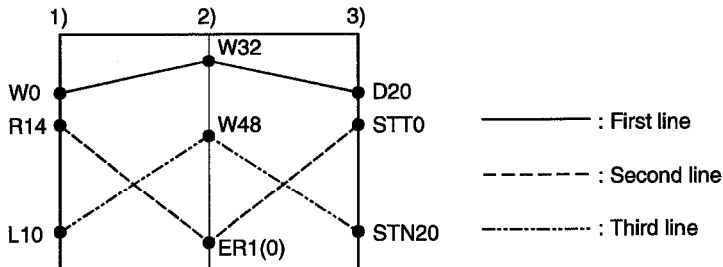 1) 2) 3)
W32
W0 D20
R14 W48 STT0 : First line
: Second line
L10 STN20 : Third line
ER1(0)